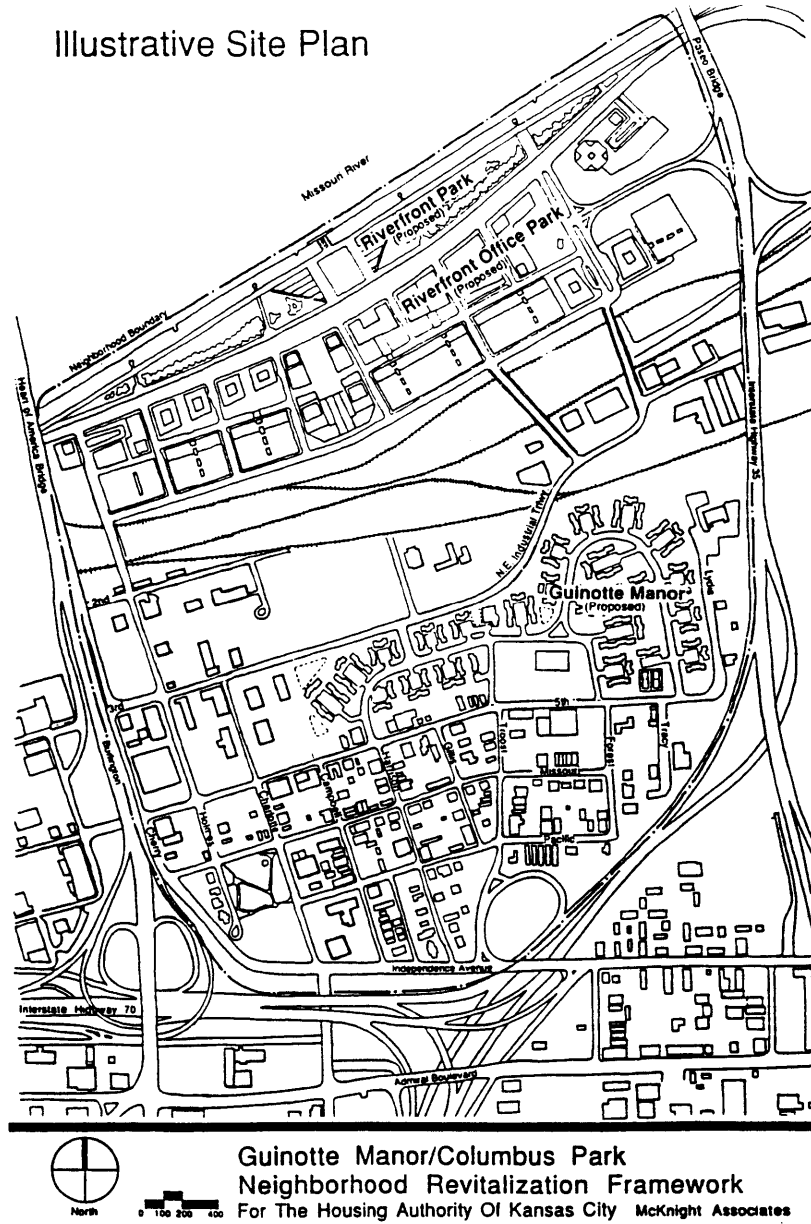 Illustrative Site Plan
Paseo Bridge
Missouri River
Riverfront Park
(Proposed)
Riverfront Office Park
(Proposed)
Neighborhood Boundary
Heart of America Bridge
Interstate Highway 35
N.E. Industrial Trfwy
Guinotte Manor
(Proposed)
Lydia
2nd
3rd
5th
Burlington
Cherry
Holmes
Charlotte
Campbell
Harrison
Gillis
Troost
Forest
Tracy
Missouri
Pacific
Independence Avenue
Interstate Highway 70
Admiral Boulevard
North
0 100 200 400
Guinotte Manor/Columbus Park
Neighborhood Revitalization Framework
For The Housing Authority Of Kansas City McKnight Associates